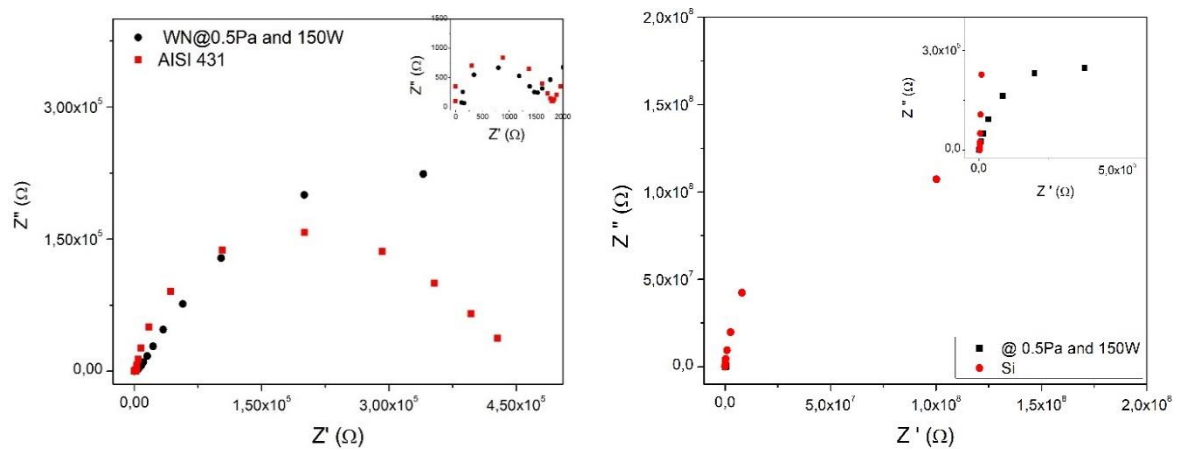 WN@0.5Pa and 150W
AISI 431
3,00x10⁵
1,50x10⁵
0,00
Z" (Ω)
0,00
1,50x10⁵
3,00x10⁵
4,50x10⁵
Z' (Ω)
1500
1000
500
0
Z" (Ω)
0
500
1000
1500
2000
Z' (Ω)
2,0x10⁸
1,5x10⁸
1,0x10⁸
5,0x10⁷
0,0
Z " (Ω)
0,0
5,0x10⁷
1,0x10⁸
1,5x10⁸
2,0x10⁸
Z ' (Ω)
3,0x10⁵
0,0
Z " (Ω)
0,0
5,0x10⁵
Z ' (Ω)
@ 0.5Pa and 150W
Si